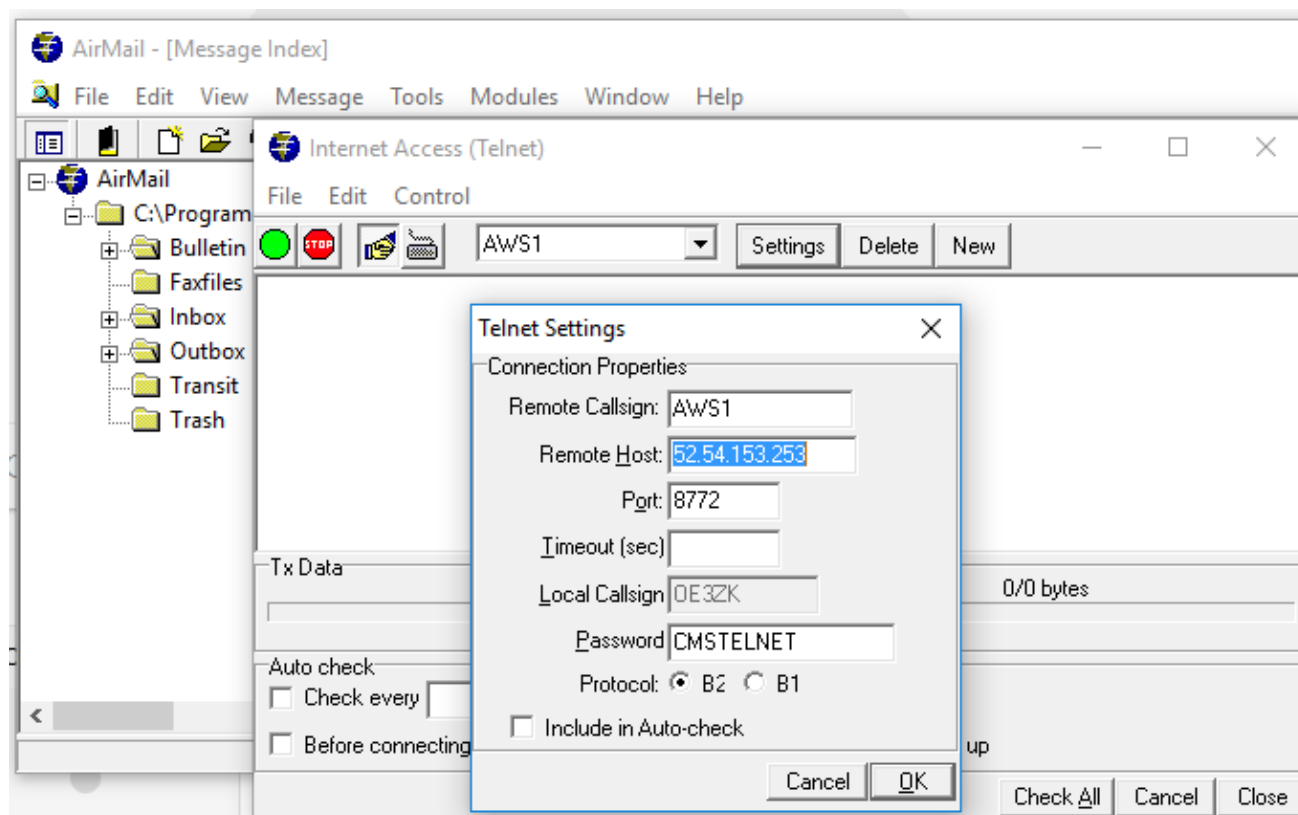 AirMail - [Message Index]
File Edit View Message Tools Modules Window Help
Internet Access (Telnet)
File Edit Control
STOP
AWS1
Settings Delete New
AirMail
C:\Program
Bulletin
Faxfiles
Inbox
Outbox
Transit
Trash
Telnet Settings
Connection Properties
Remote Callsign: AWS1
Remote Host: 52.54.153.253
Port: 8772
Timeout (sec)
Local Callsign OE3ZK
Password CMSTELNET
Protocol: B2 B1
Include in Auto-check
Cancel OK
Tx Data
0/0 bytes
Auto check
Check every
Before connecting
up
Check All Cancel Close